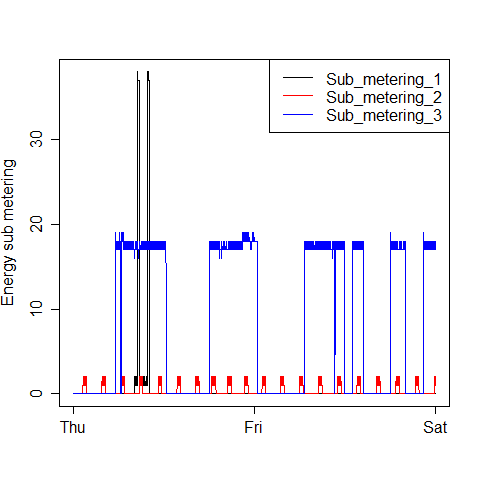 Sub_metering_1
Sub_metering_2
Sub_metering_3
Energy sub metering
30
20
10
0
Thu Fri Sat